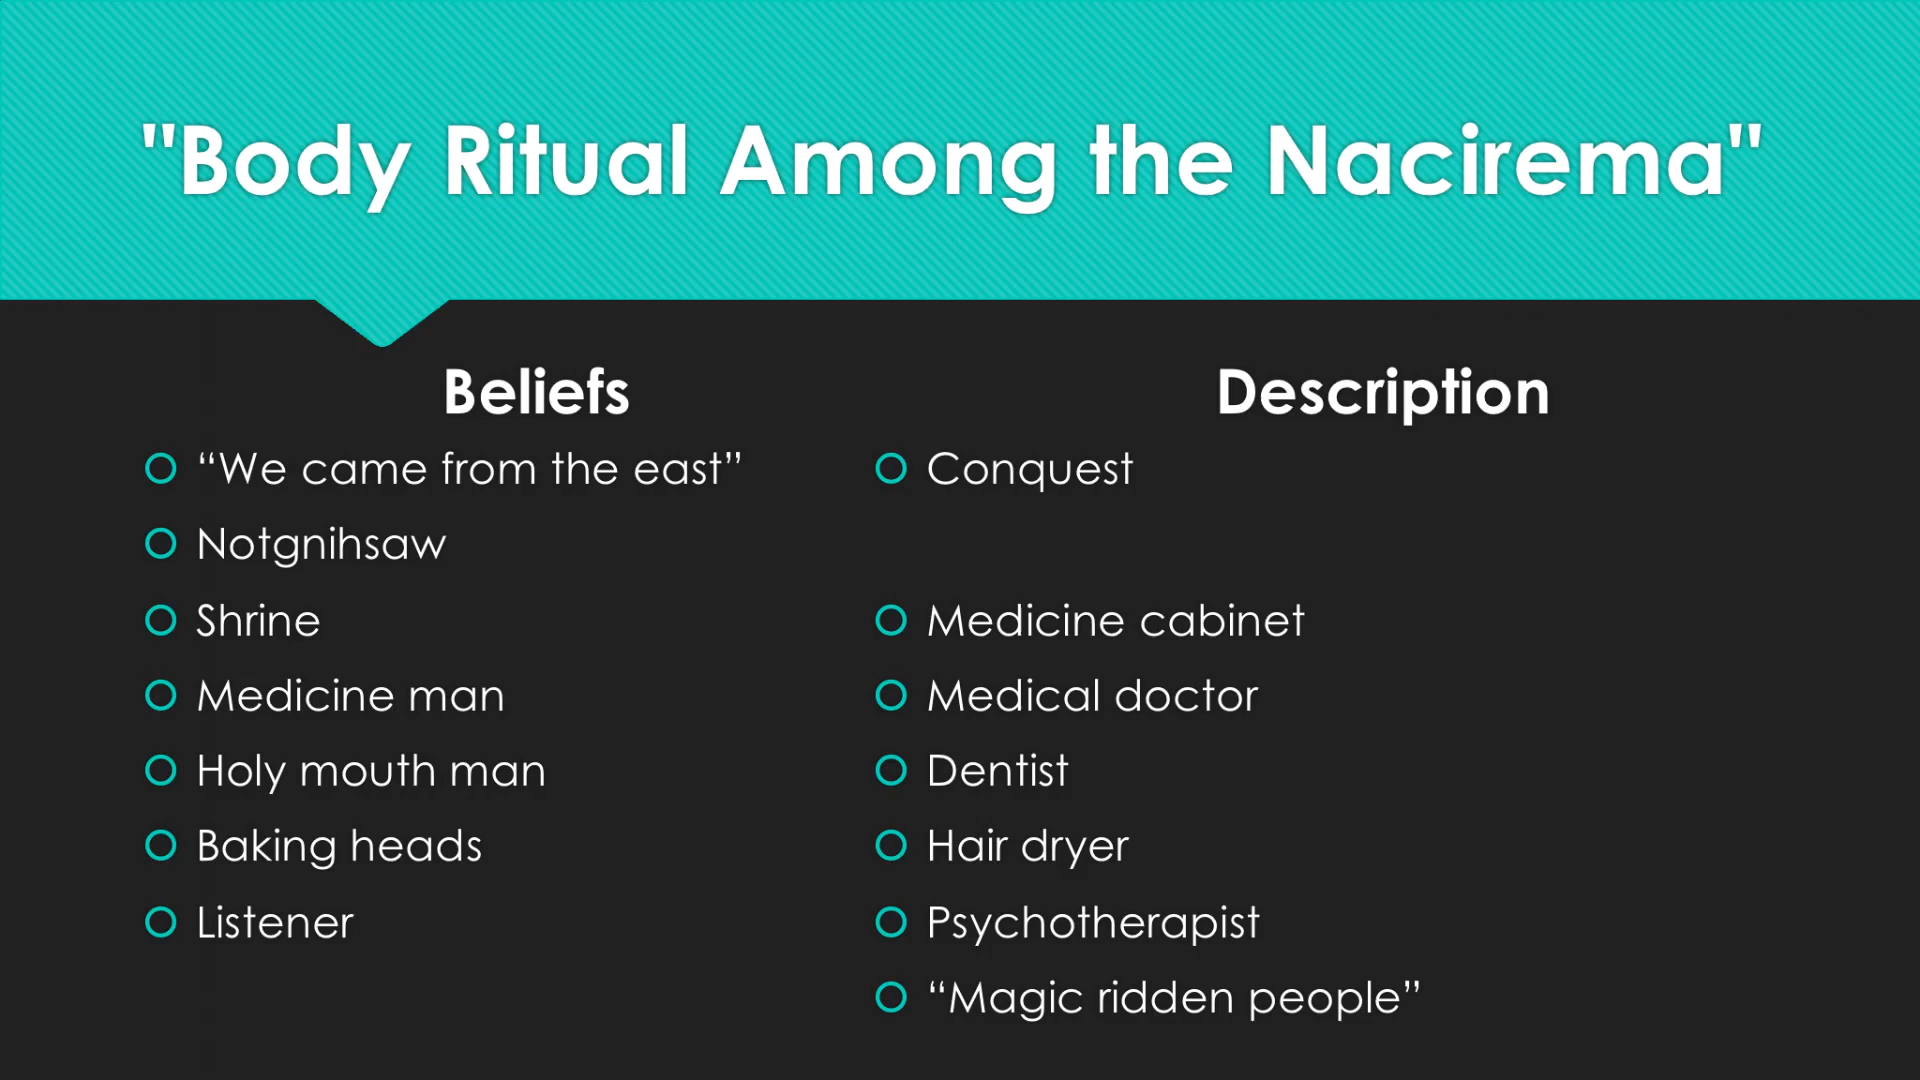 "Body Ritual Among the Nacirema"
Beliefs
“We came from the east”
Notgnihsaw
Shrine
Medicine man
Holy mouth man
Baking heads
Listener
Description
Conquest
Medicine cabinet
Medical doctor
Dentist
Hair dryer
Psychotherapist
“Magic ridden people”